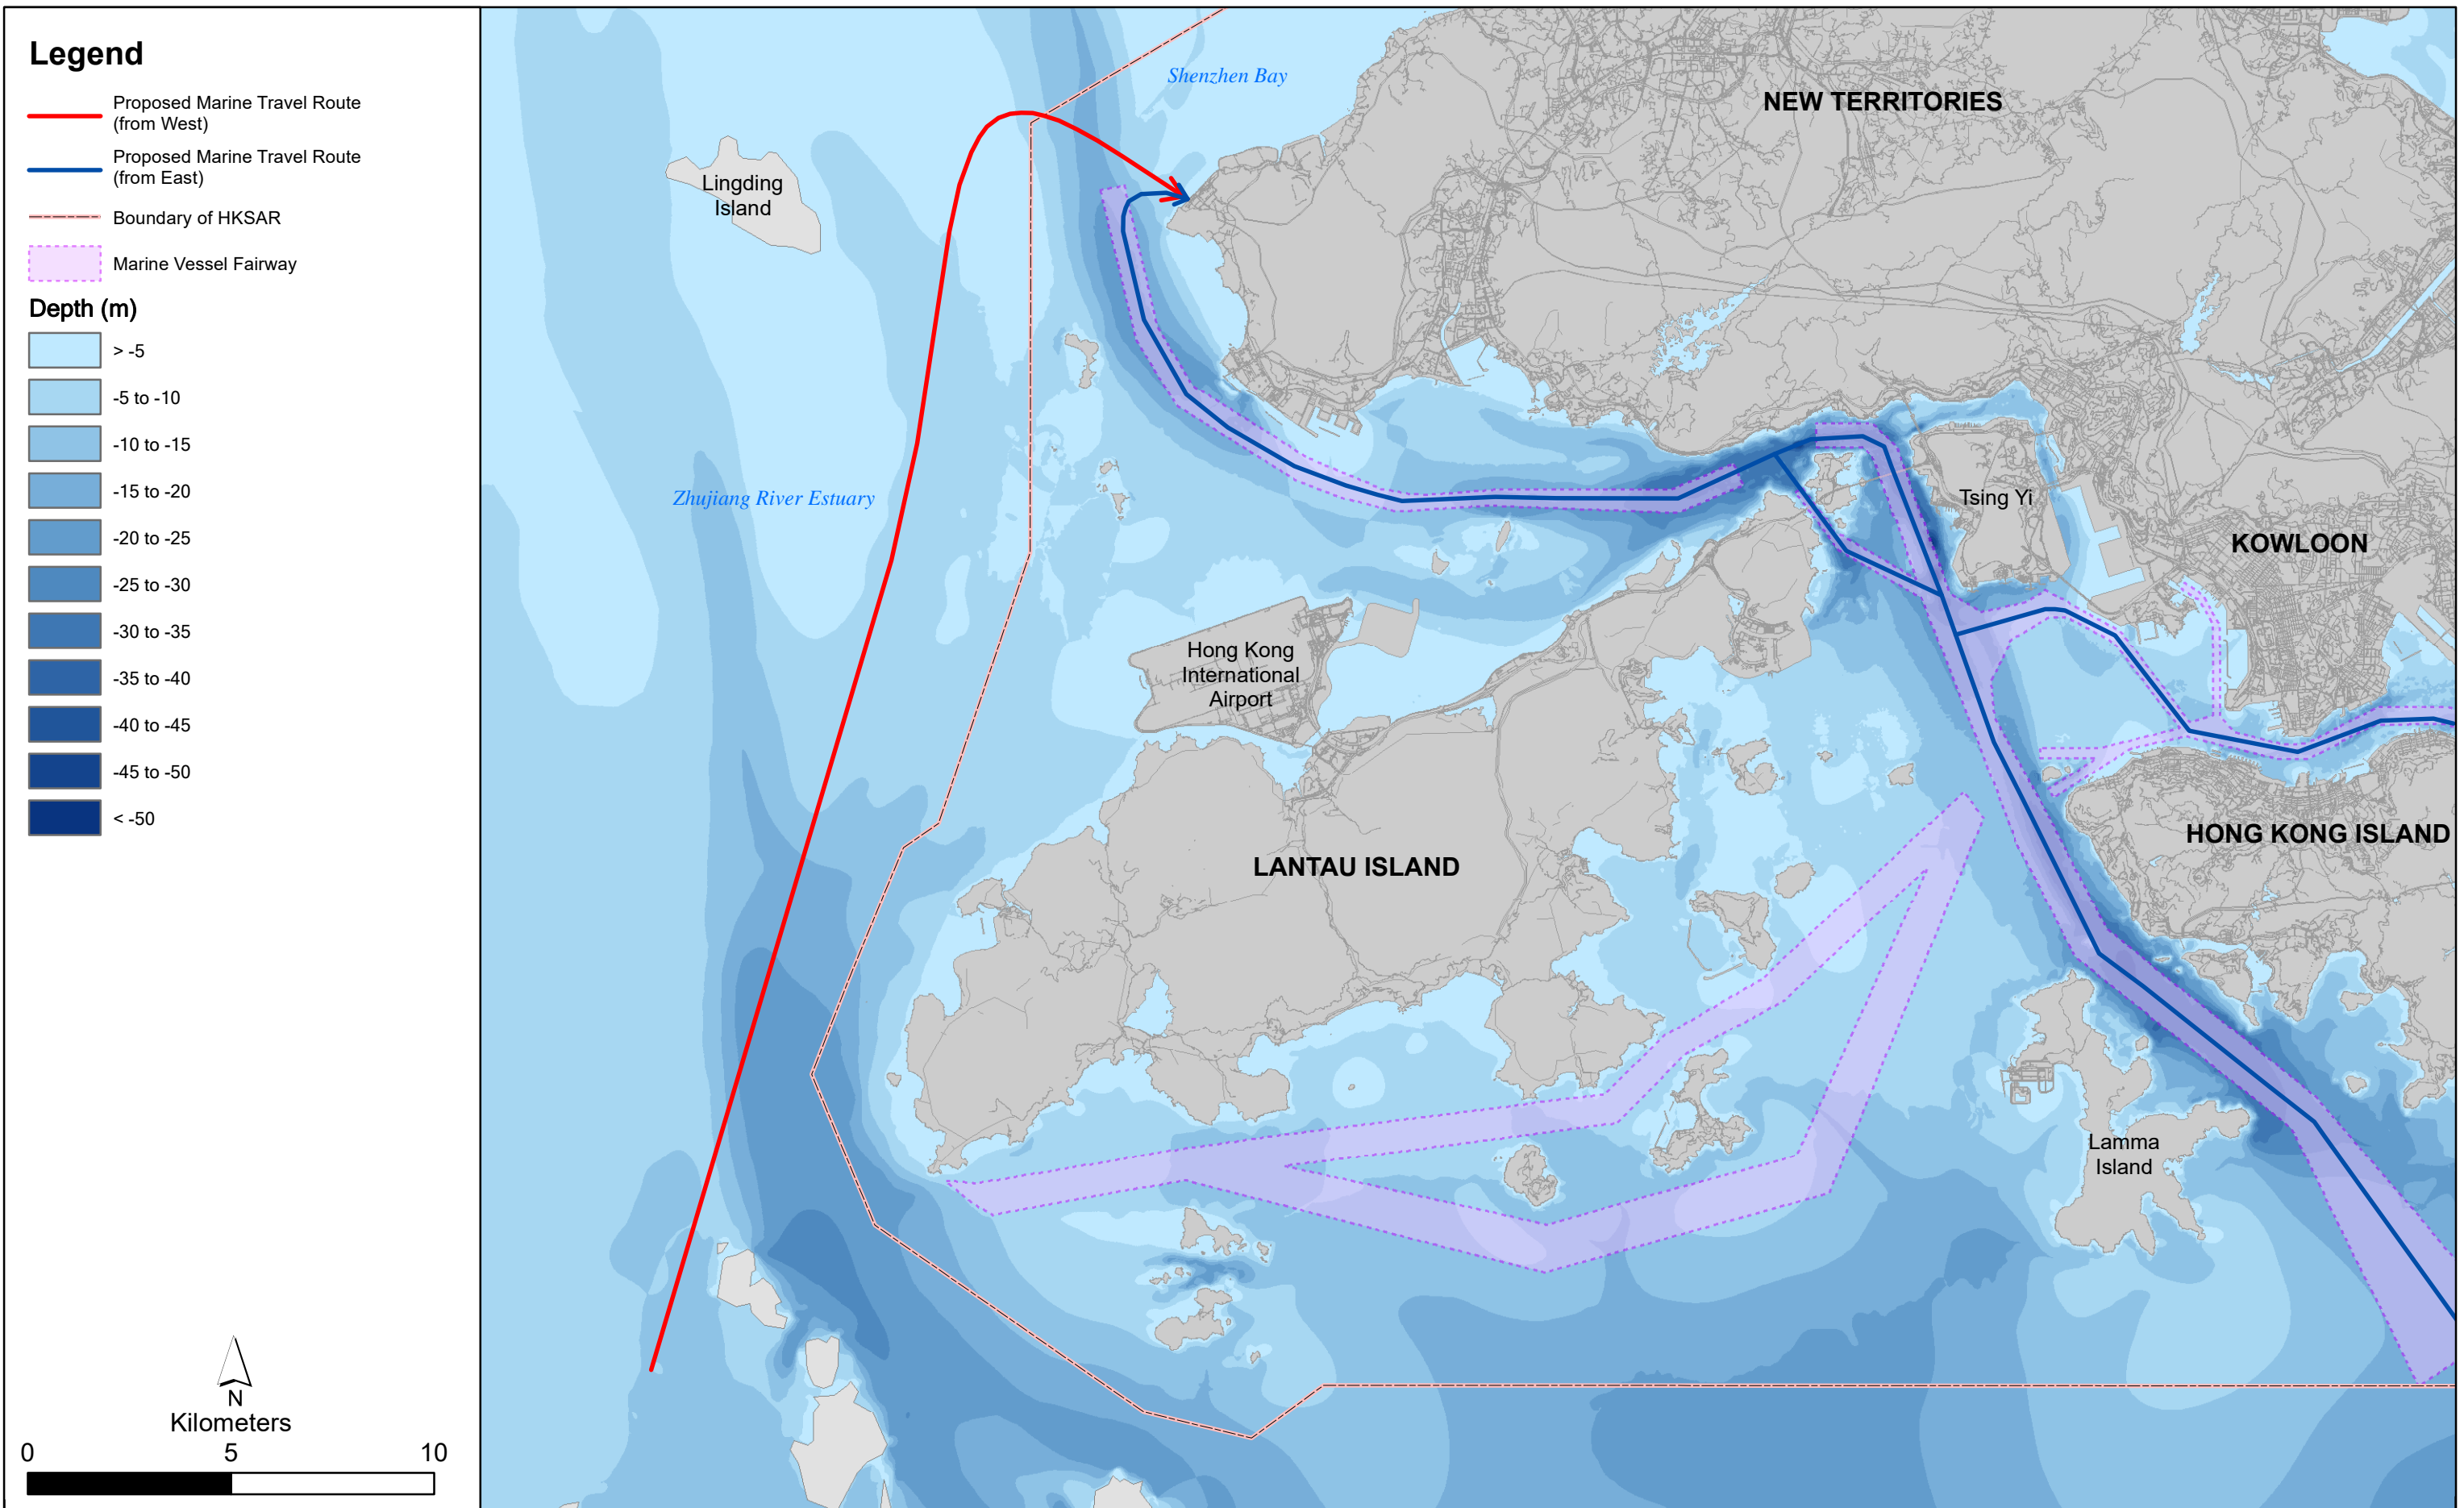 Legend
Proposed Marine Travel Route
(from West)
Proposed Marine Travel Route
(from East)
Boundary of HKSAR
Marine Vessel Fairway
Depth (m)
> -5
-5 to -10
-10 to -15
-15 to -20
-20 to -25
-25 to -30
-30 to -35
-35 to -40
-40 to -45
-45 to -50
< -50
N
Kilometers
0 5 10
Shenzhen Bay
NEW TERRITORIES
Lingding
Island
Zhujiang River Estuary
Tsing Yi
KOWLOON
Hong Kong
International
Airport
HONG KONG ISLAND
LANTAU ISLAND
Lamma
Island